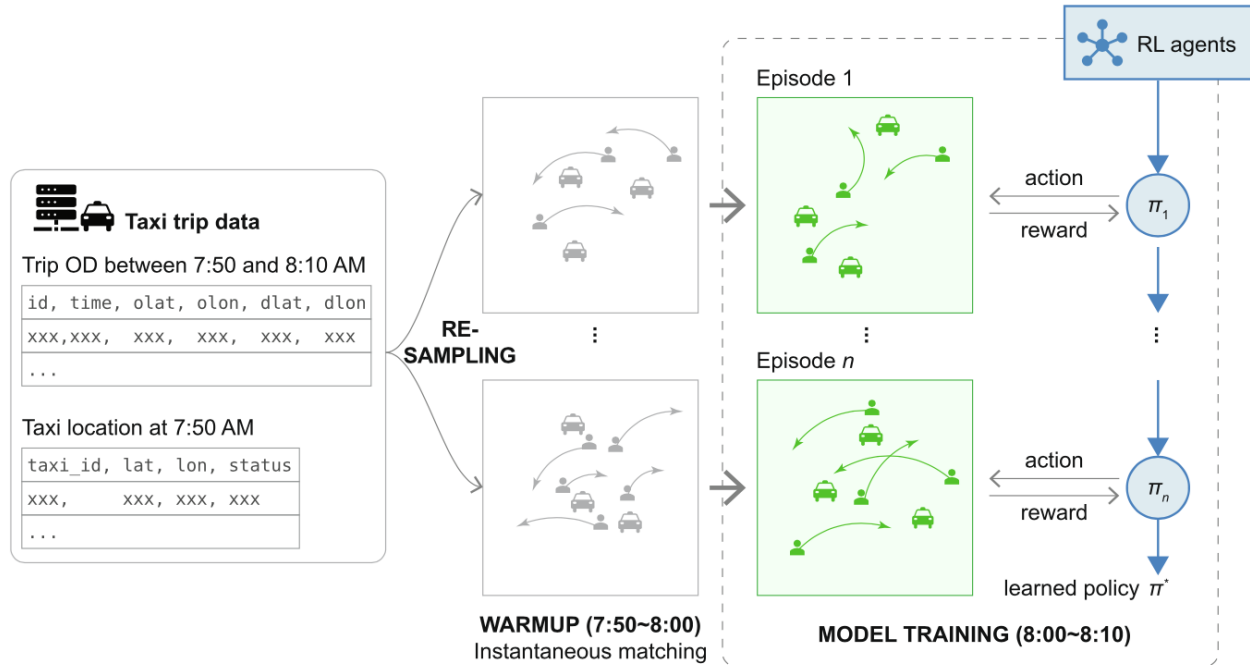 RL agents
Taxi trip data
Trip OD between 7:50 and 8:10 AM
id, time, olat, olon, dlat, dlon
xxx,xxx, xxx, xxx, xxx, xxx
...
Taxi location at 7:50 AM
taxi_id, lat, lon, status
xxx, xxx, xxx, xxx
...
RE-
SAMPLING
...
WARMUP (7:50~8:00)
Instantaneous matching
Episode 1
...
Episode n
action
reward
π1
...
action
reward
πn
learned policy π*
MODEL TRAINING (8:00~8:10)